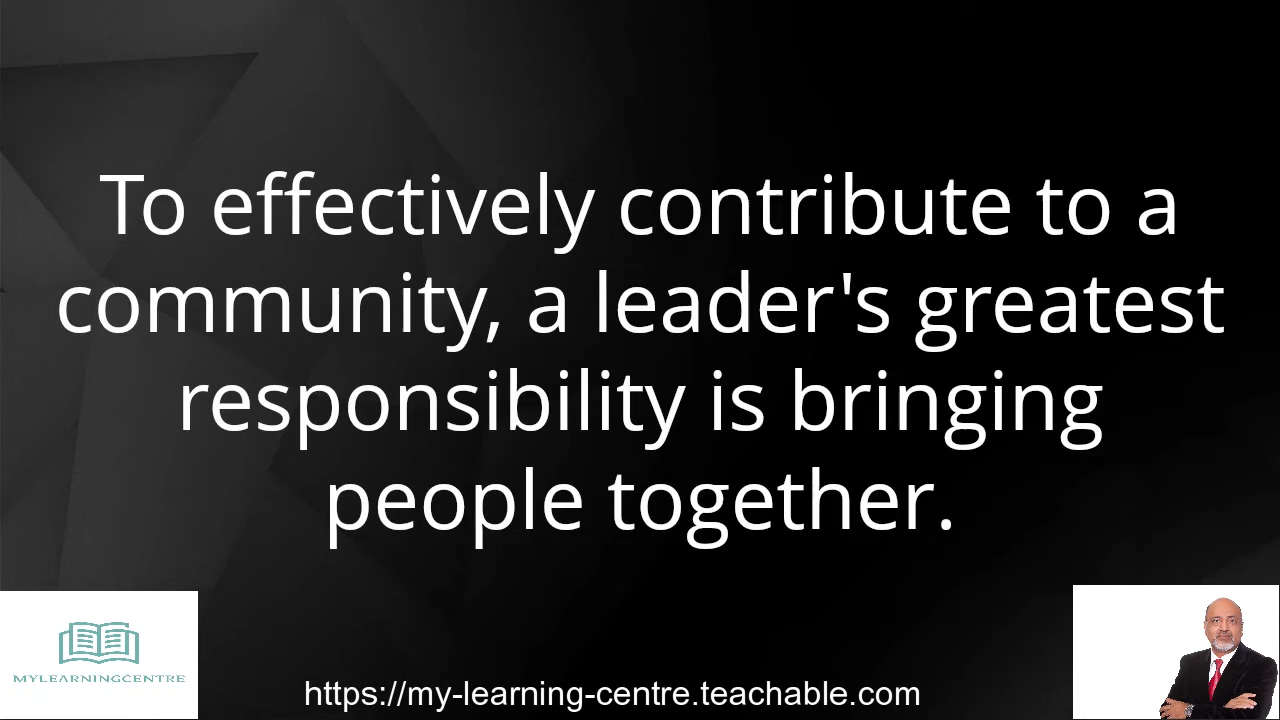 To effectively contribute to a
community, a leader's greatest
responsibility is bringing
people together.
MYLEARNINGCENTRE
https://my-learning-centre.teachable.com